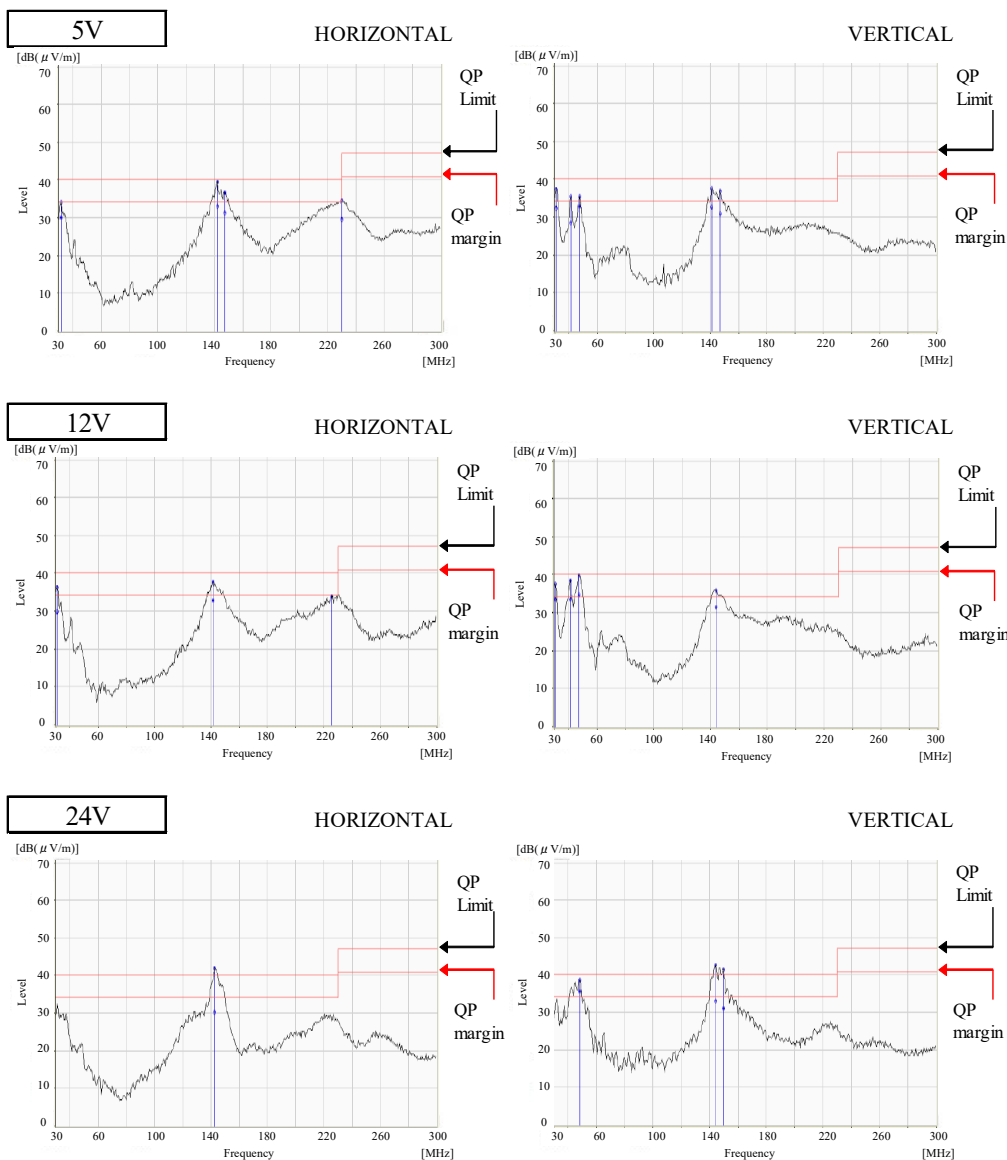 5V
HORIZONTAL
VERTICAL
[dB( μ V/m)]
70
60
50
40
30
20
10
0
Level
30 60 100 140 180 220 260 300
Frequency
[MHz]
QP
Limit
QP
margin
[dB( μ V/m)]
70
60
50
40
30
20
10
0
Level
30 60 100 140 180 220 260 300
Frequency
[MHz]
QP
Limit
QP
margin
12V
HORIZONTAL
VERTICAL
[dB( μ V/m)]
70
60
50
40
30
20
10
0
Level
30 60 100 140 180 220 260 300
Frequency
[MHz]
QP
Limit
QP
margin
[dB( μ V/m)]
70
60
50
40
30
20
10
0
Level
30 60 100 140 180 220 260 300
Frequency
[MHz]
QP
Limit
QP
margin
24V
HORIZONTAL
VERTICAL
[dB( μ V/m)]
70
60
50
40
30
20
10
0
Level
30 60 100 140 180 220 260 300
Frequency
[MHz]
QP
Limit
QP
margin
[dB( μ V/m)]
70
60
50
40
30
20
10
0
Level
30 60 100 140 180 220 260 300
Frequency
[MHz]
QP
Limit
QP
margin